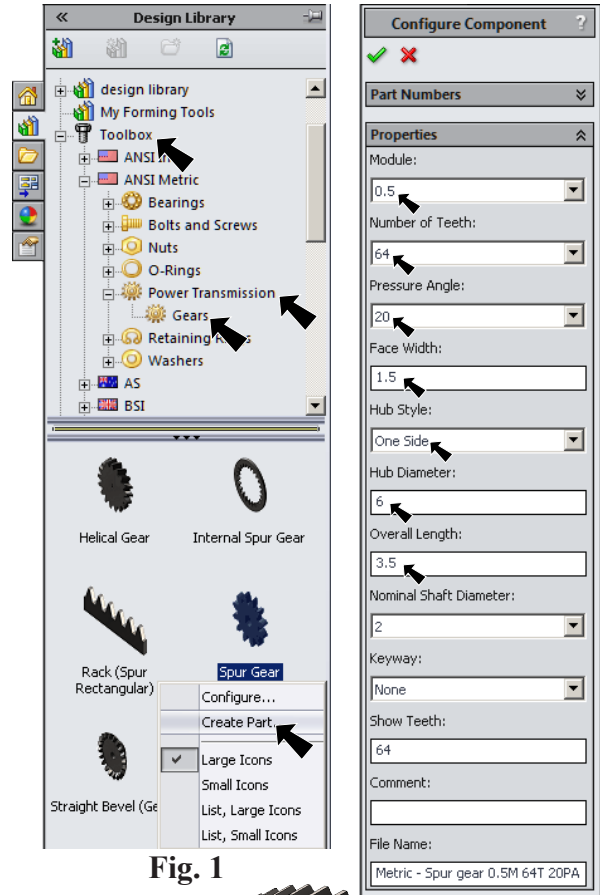 Design Library
design library
My Forming Tools
Toolbox
ANSI
ANSI Metric
Bearings
Bolts and Screws
Nuts
O-Rings
Power Transmission
Gears
Retaining
Washers
AS
BSI
Helical Gear
Internal Spur Gear
Rack (Spur
Rectangular)
Spur Gear
Configure...
Create Part
Large Icons
Small Icons
List, Large Icons
List, Small Icons
Straight Bevel (Ge
Fig. 1
Configure Component ?
Part Numbers
Properties
Module:
0.5
Number of Teeth:
64
Pressure Angle:
20
Face Width:
1.5
Hub Style:
One Side
Hub Diameter:
6
Overall Length:
3.5
Nominal Shaft Diameter:
2
Keyway:
None
Show Teeth:
64
Comment:
File Name:
Metric - Spur gear 0.5M 64T 20PA